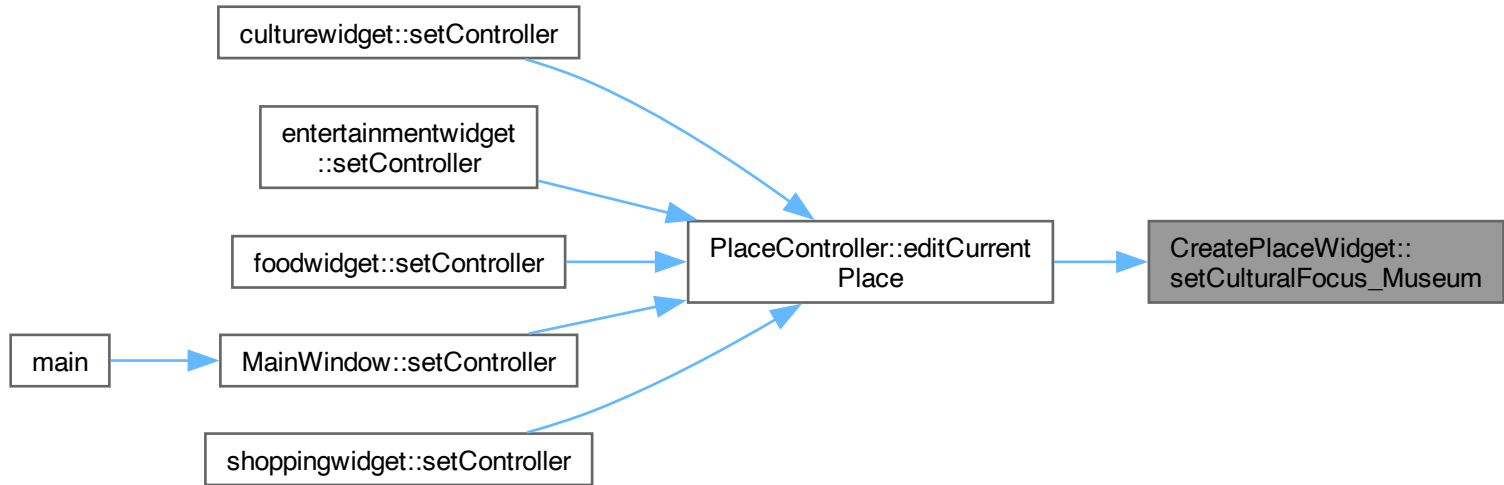 culturewidget::setController
entertainmentwidget
::setController
foodwidget::setController
main
MainWindow::setController
shoppingwidget::setController
PlaceController::editCurrent
Place
CreatePlaceWidget::
setCulturalFocus_Museum